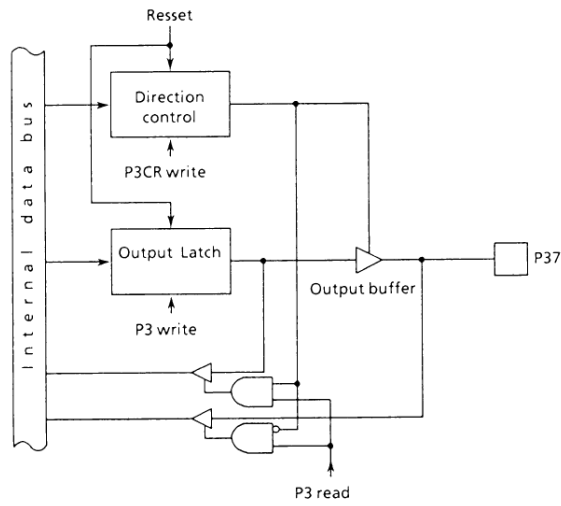 Resset
Direction
control
P3CR write
Internal data bus
Output Latch
P37
Output buffer
P3 write
P3 read